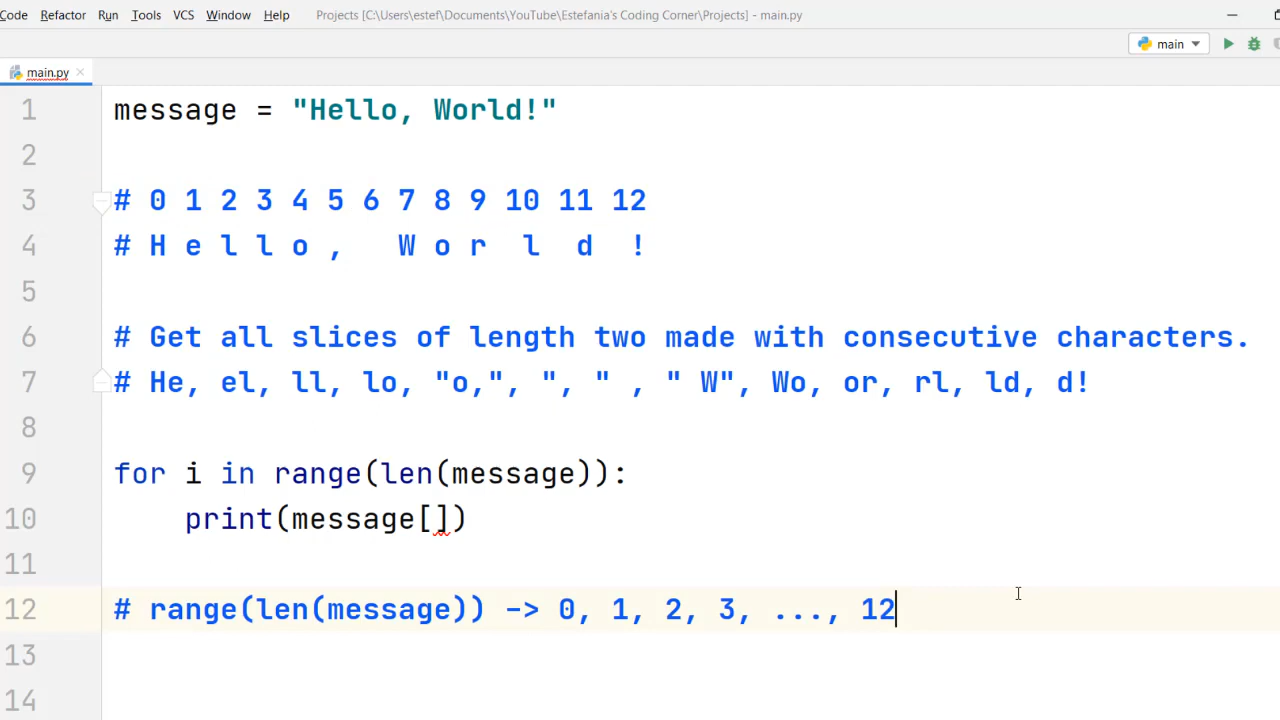 Code Refactor Run Tools VCS Window Help Projects [C:\Users\estef\Documents\YouTube\Estefania's Coding Corner\Projects] - main.py
main
main.py
1 message = "Hello, World!"
2
3 # 0 1 2 3 4 5 6 7 8 9 10 11 12
4 # H e l l o ,   W o r  l  d  !
5
6 # Get all slices of length two made with consecutive characters.
7 # He, el, ll, lo, "o,", ", " , " W", Wo, or, rl, ld, d!
8
9 for i in range(len(message)):
10     print(message[])
11
12 # range(len(message)) -> 0, 1, 2, 3, ..., 12
13
14